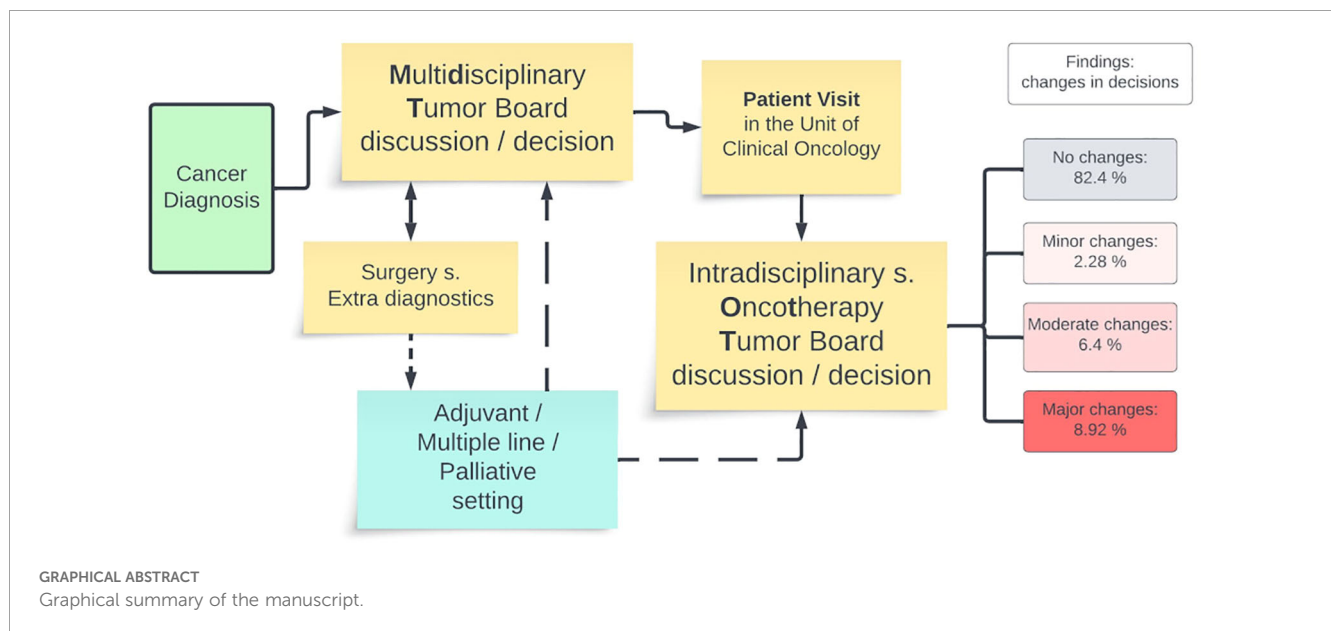 Cancer
Diagnosis
Multidisciplinary
Tumor Board
discussion / decision
Surgery s.
Extra diagnostics
Adjuvant /
Multiple line /
Palliative
setting
Patient Visit
in the Unit of
Clinical Oncology
Intradisciplinary s.
Oncotherapy
Tumor Board
discussion / decision
Findings:
changes in decisions
No changes:
82.4 %
Minor changes:
2.28 %
Moderate changes:
6.4 %
Major changes:
8.92 %
GRAPHICAL ABSTRACT
Graphical summary of the manuscript.